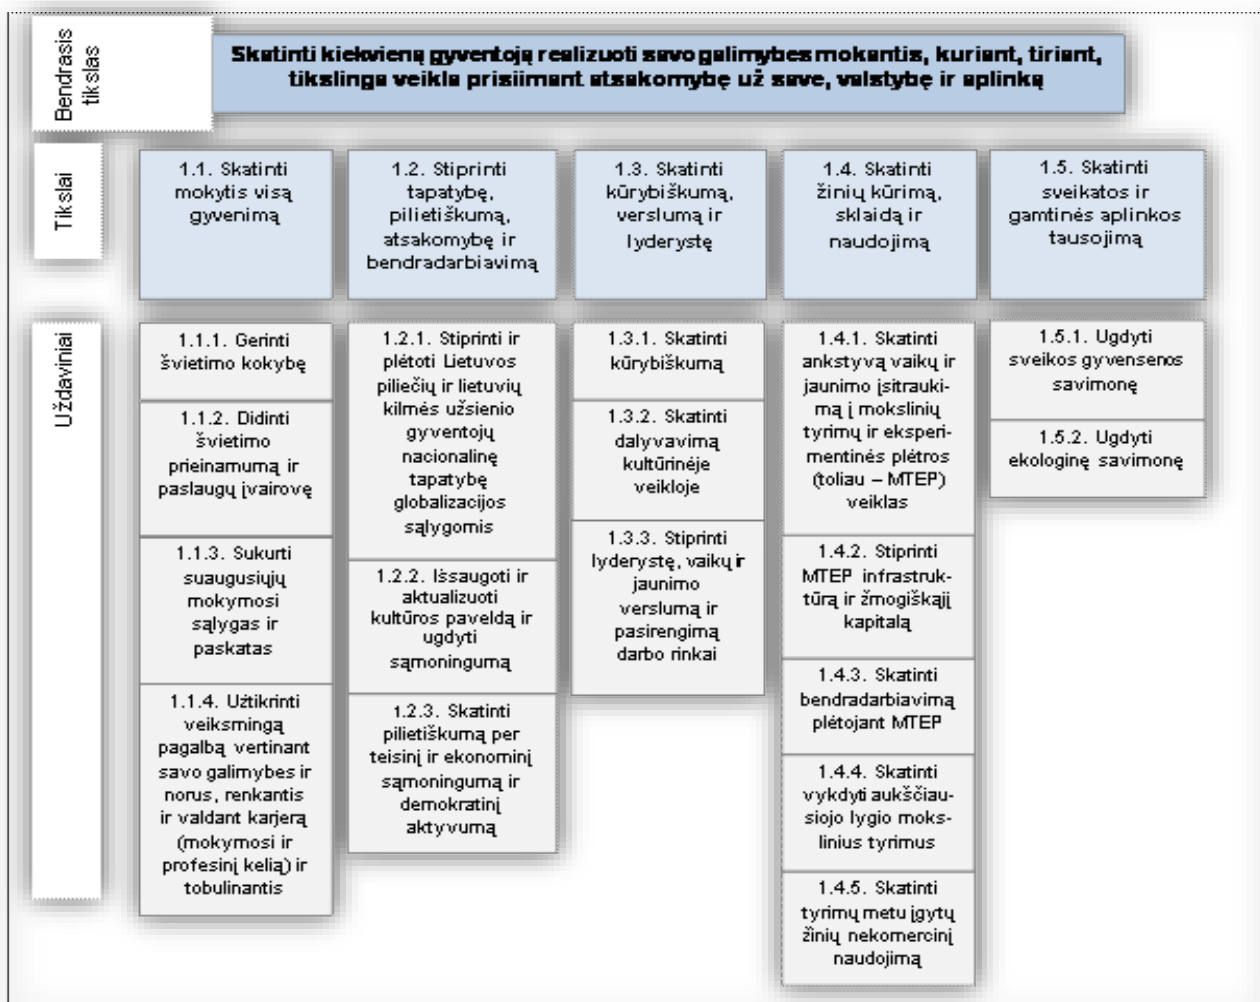 Bendrasis
tikslas
Skatinti kiekvieną gyventoją realizuoti savo galimybes mokantis, kuriant, tiriant,
tikslinga veikla prisiimant atsakomybę už save, valstybę ir aplinką
Tikslai
1.1. Skatinti
mokytis visą
gyvenimą
1.2. Stiprinti
tapatybę,
pilietiškumą,
atsakomybę ir
bendradarbiavimą
1.3. Skatinti
kūrybiškumą,
verslumą ir
lyderystę
1.4. Skatinti
žinių kūrimą,
sklaidą ir
naudojimą
1.5. Skatinti
sveikatos ir
gamtinės aplinkos
tausojimą
Uždaviniai
1.1.1. Gerinti
švietimo kokybę
1.1.2. Didinti
švietimo
prieinamumą ir
paslaugų įvairovę
1.1.3. Sukurti
suaugusiųjų
mokymosi
sąlygas ir
paskatas
1.1.4. Užtikrinti
veiksmingą
pagalbą vertinant
savo galimybes ir
norus, renkantis
ir valdant karjerą
(mokymosi ir
profesinį kelią) ir
tobulinantis
1.2.1. Stiprinti ir
plėtoti Lietuvos
piliečių ir lietuvių
kilmės užsienio
gyventojų
nacionalinę
tapatybę
globalizacijos
sąlygomis
1.2.2. Išsaugoti ir
aktualizuoti
kultūros paveldą ir
ugdyti
sąmoningumą
1.2.3. Skatinti
pilietiškumą per
teisinį ir ekonominį
sąmoningumą ir
demokratinį
aktyvumą
1.3.1. Skatinti
kūrybiškumą
1.3.2. Skatinti
dalyvavimą
kultūrinėje
veikloje
1.3.3. Stiprinti
lyderystę, vaikų ir
jaunimo
verslumą ir
pasirengimą
darbo rinkai
1.4.1. Skatinti
ankstyvą vaikų ir
jaunimo įsitrauki-
mą į mokslinių
tyrimų ir eksperi-
mentinės plėtros
(toliau – MTEP)
veiklas
1.4.2. Stiprinti
MTEP infrastruk-
tūrą ir žmogiškąjį
kapitalą
1.4.3. Skatinti
bendradarbiavimą
plėtojant MTEP
1.4.4. Skatinti
vykdyti aukščiau-
siojo lygio moks-
linius tyrimus
1.4.5. Skatinti
tyrimų metu įgytų
žinių nekomercinį
naudojimą
1.5.1. Ugdyti
sveikos gyvensenos
savimonę
1.5.2. Ugdyti
ekologinę savimonę